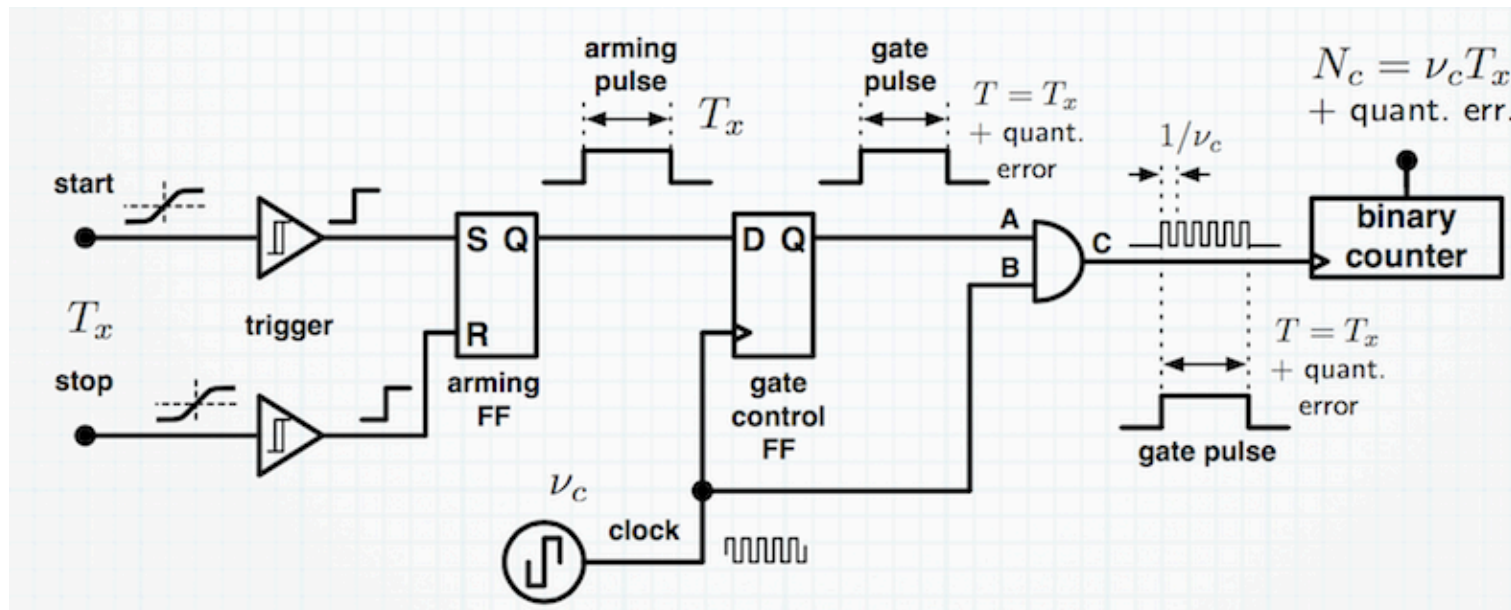 arming
pulse
T_x
gate
pulse
T = T_x
+ quant.
error
N_c = ν_c T_x
+ quant. err.
1/ν_c
start
S Q
D Q
A
B
C
binary
counter
T_x
trigger
R
stop
arming
FF
gate
control
FF
T = T_x
+ quant.
error
gate pulse
ν_c
clock